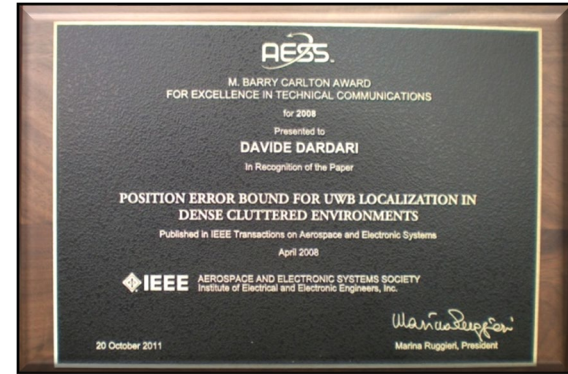 AESS
M. BARRY CARLTON AWARD
FOR EXCELLENCE IN TECHNICAL COMMUNICATIONS
for 2008
Presented to
DAVIDE DARDARI
In Recognition of the Paper
POSITION ERROR BOUND FOR UWB LOCALIZATION IN
DENSE CLUTTERED ENVIRONMENTS
Published in IEEE Transactions on Aerospace and Electronic Systems
April 2008
IEEE AEROSPACE AND ELECTRONIC SYSTEMS SOCIETY
Institute of Electrical and Electronic Engineers, Inc.
Marina Ruggieri
20 October 2011 Marina Ruggieri, President